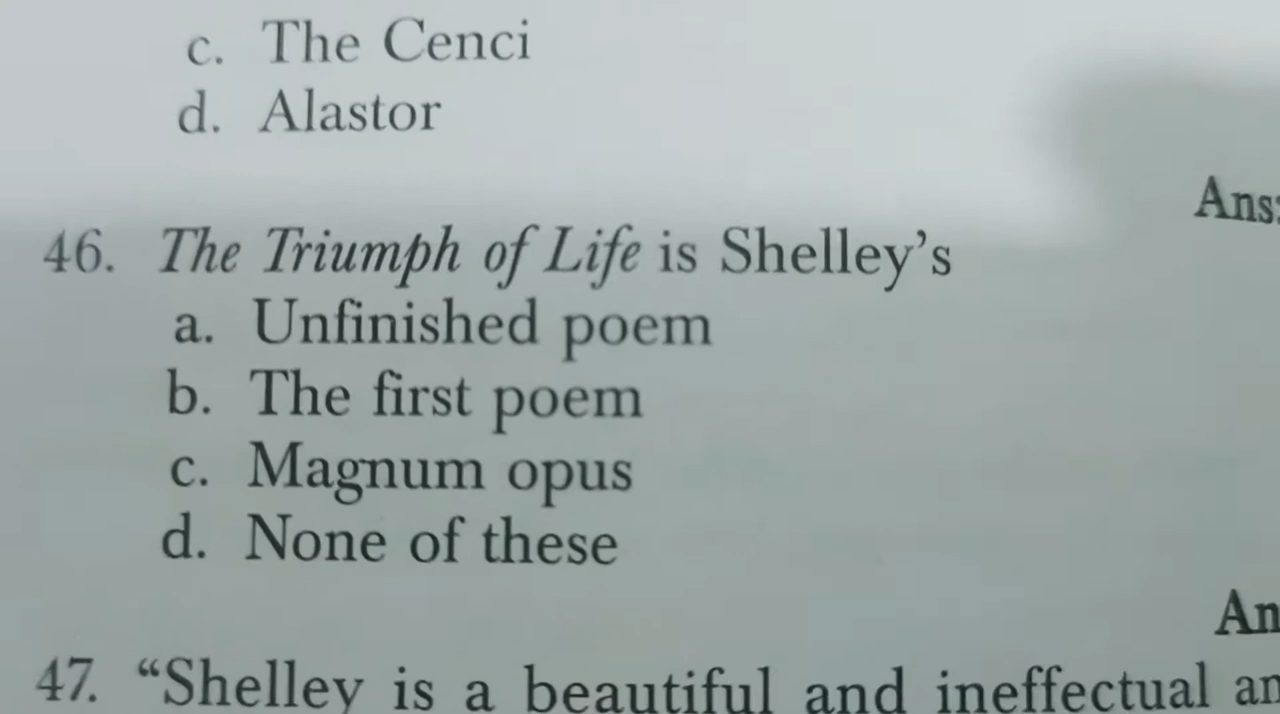 c. The Cenci
d. Alastor
Ans:
46. The Triumph of Life is Shelley’s
a. Unfinished poem
b. The first poem
c. Magnum opus
d. None of these
47. “Shelley is a beautiful and ineffectual